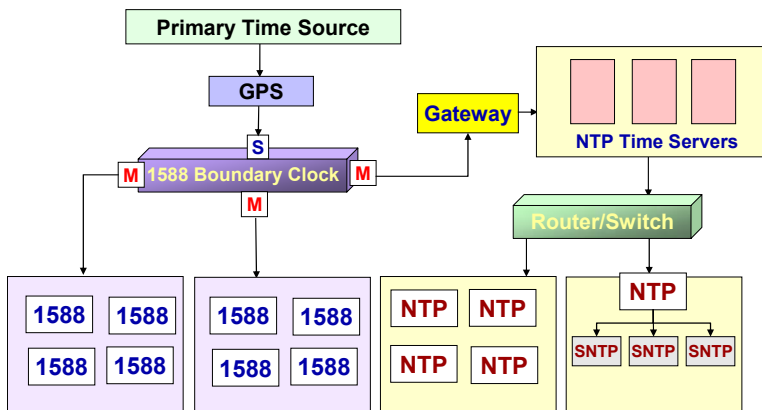 Primary Time Source
GPS
Gateway
NTP Time Servers
S
M
1588 Boundary Clock
M
M
Router/Switch
1588 1588
1588 1588
1588 1588
1588 1588
NTP NTP
NTP NTP
NTP
SNTP SNTP SNTP